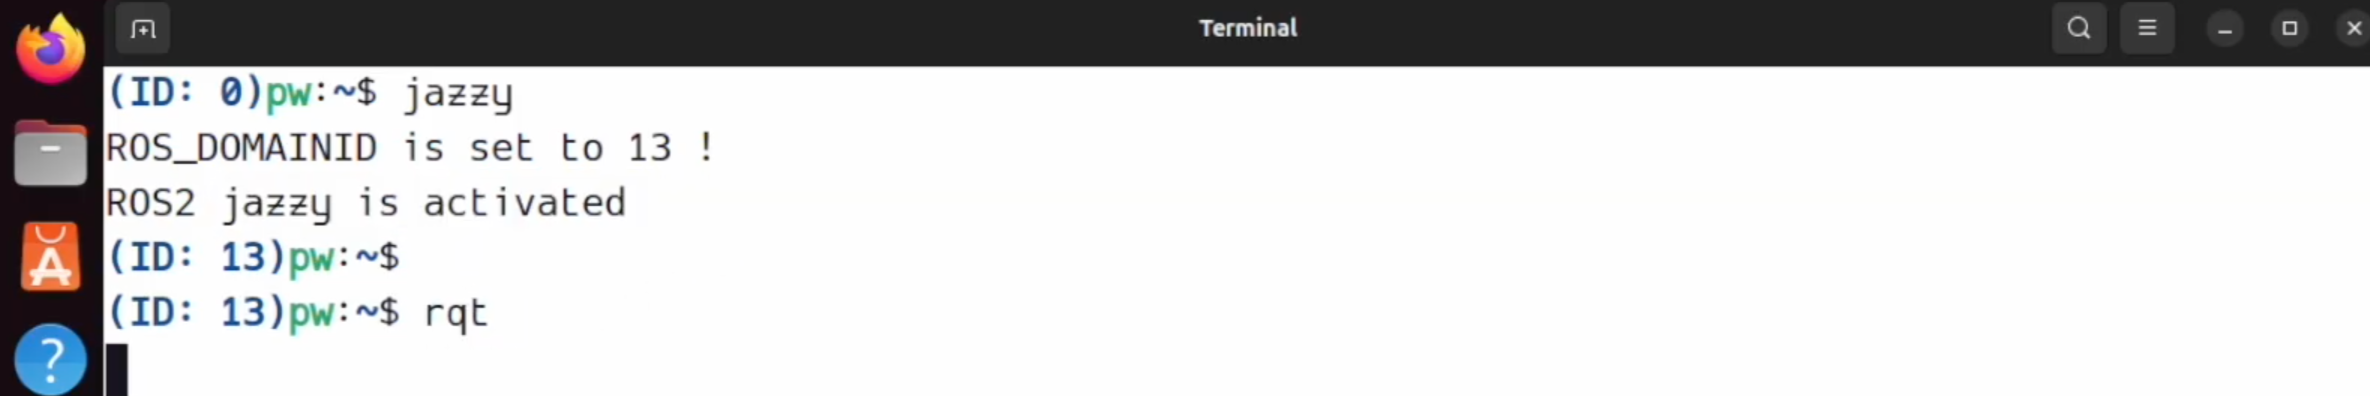 Terminal
(ID: 0)pw:~$ jazzy
ROS_DOMAINID is set to 13 !
ROS2 jazzy is activated
(ID: 13)pw:~$
(ID: 13)pw:~$ rqt